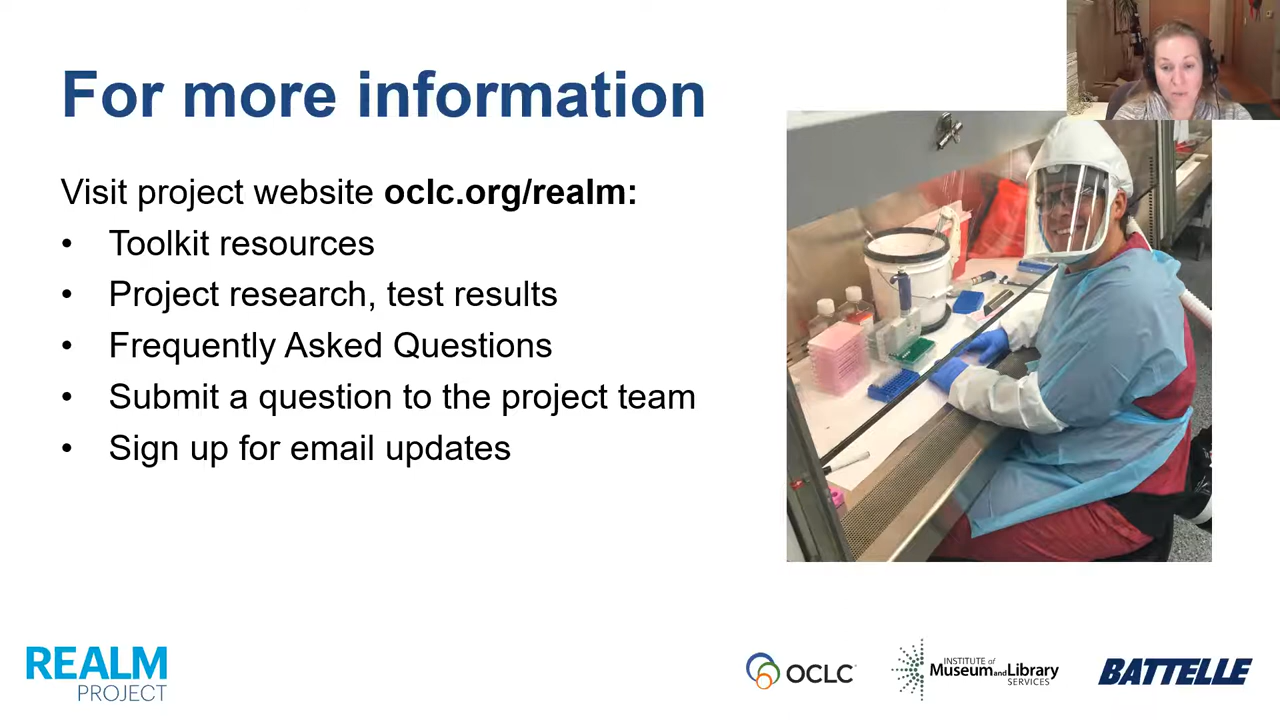 For more information
Visit project website oclc.org/realm:
• Toolkit resources
• Project research, test results
• Frequently Asked Questions
• Submit a question to the project team
• Sign up for email updates
REALM
PROJECT
OCLC
INSTITUTE of
Museum and Library
SERVICES
BATTELLE